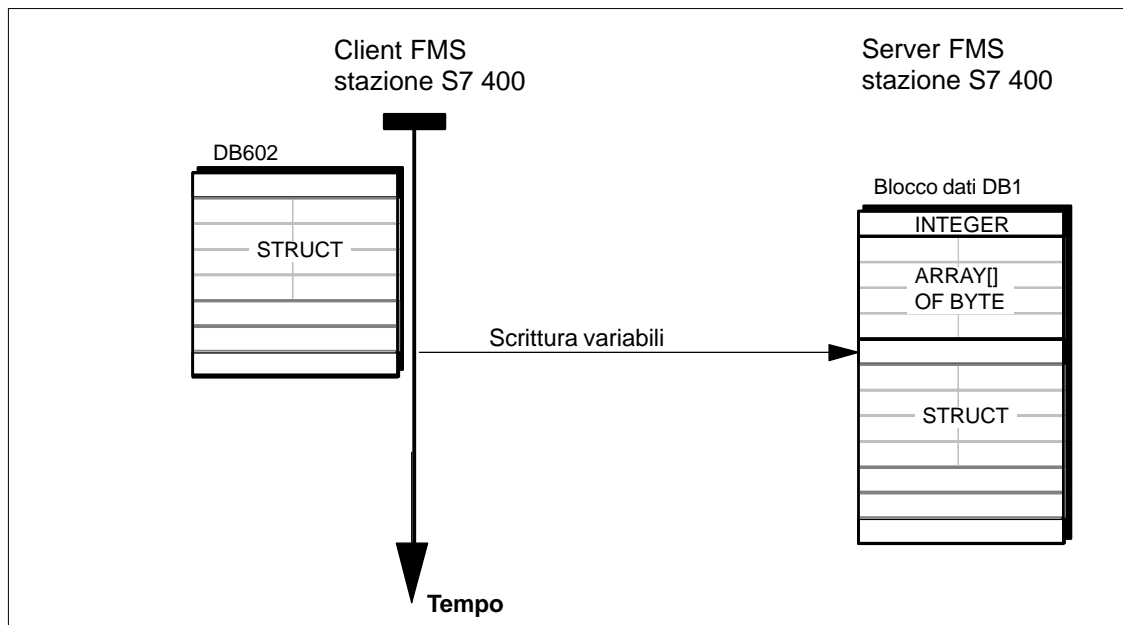 Client FMS
stazione S7 400
Server FMS
stazione S7 400
DB602
STRUCT
Blocco dati DB1
INTEGER
ARRAY[]
OF BYTE
Scrittura variabili
STRUCT
Tempo